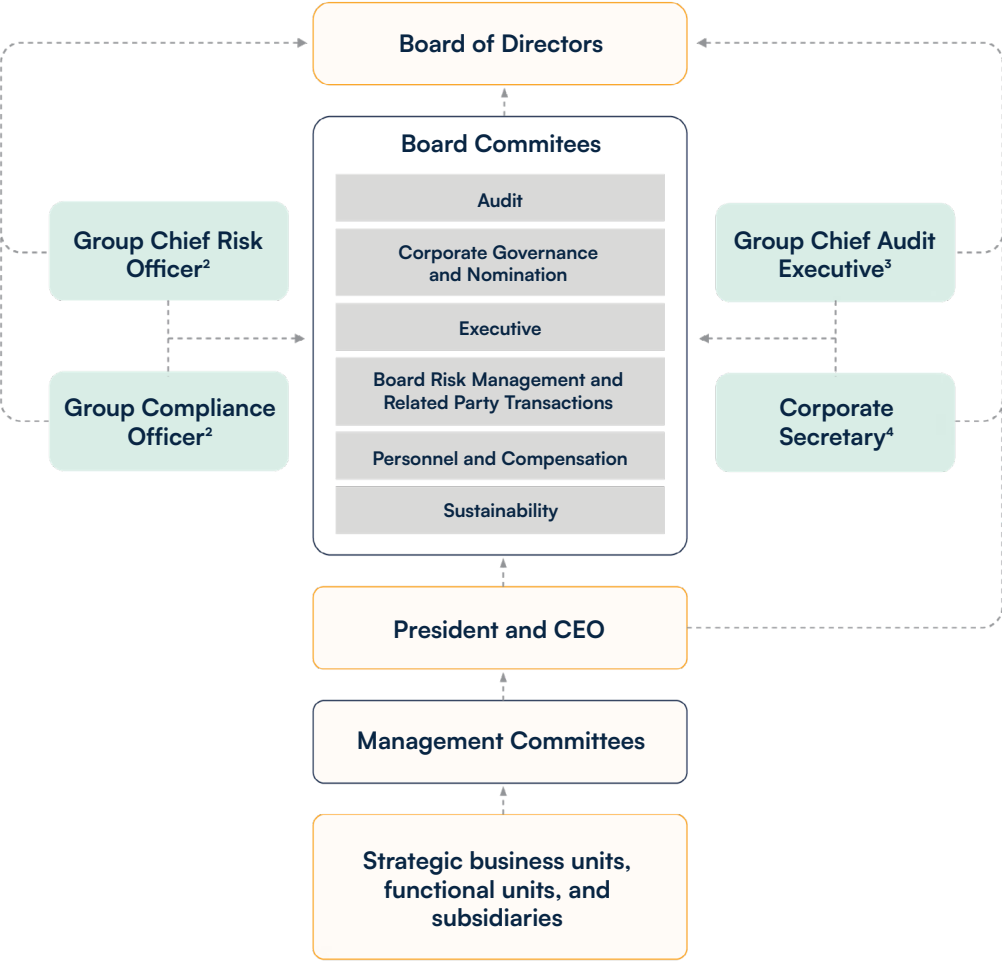 Board of Directors
Board Commitees
Audit
Corporate Governance
and Nomination
Executive
Board Risk Management and
Related Party Transactions
Personnel and Compensation
Sustainability
Group Chief Risk
Officer²
Group Compliance
Officer²
Group Chief Audit
Executive³
Corporate
Secretary⁴
President and CEO
Management Committees
Strategic business units,
functional units, and
subsidiaries